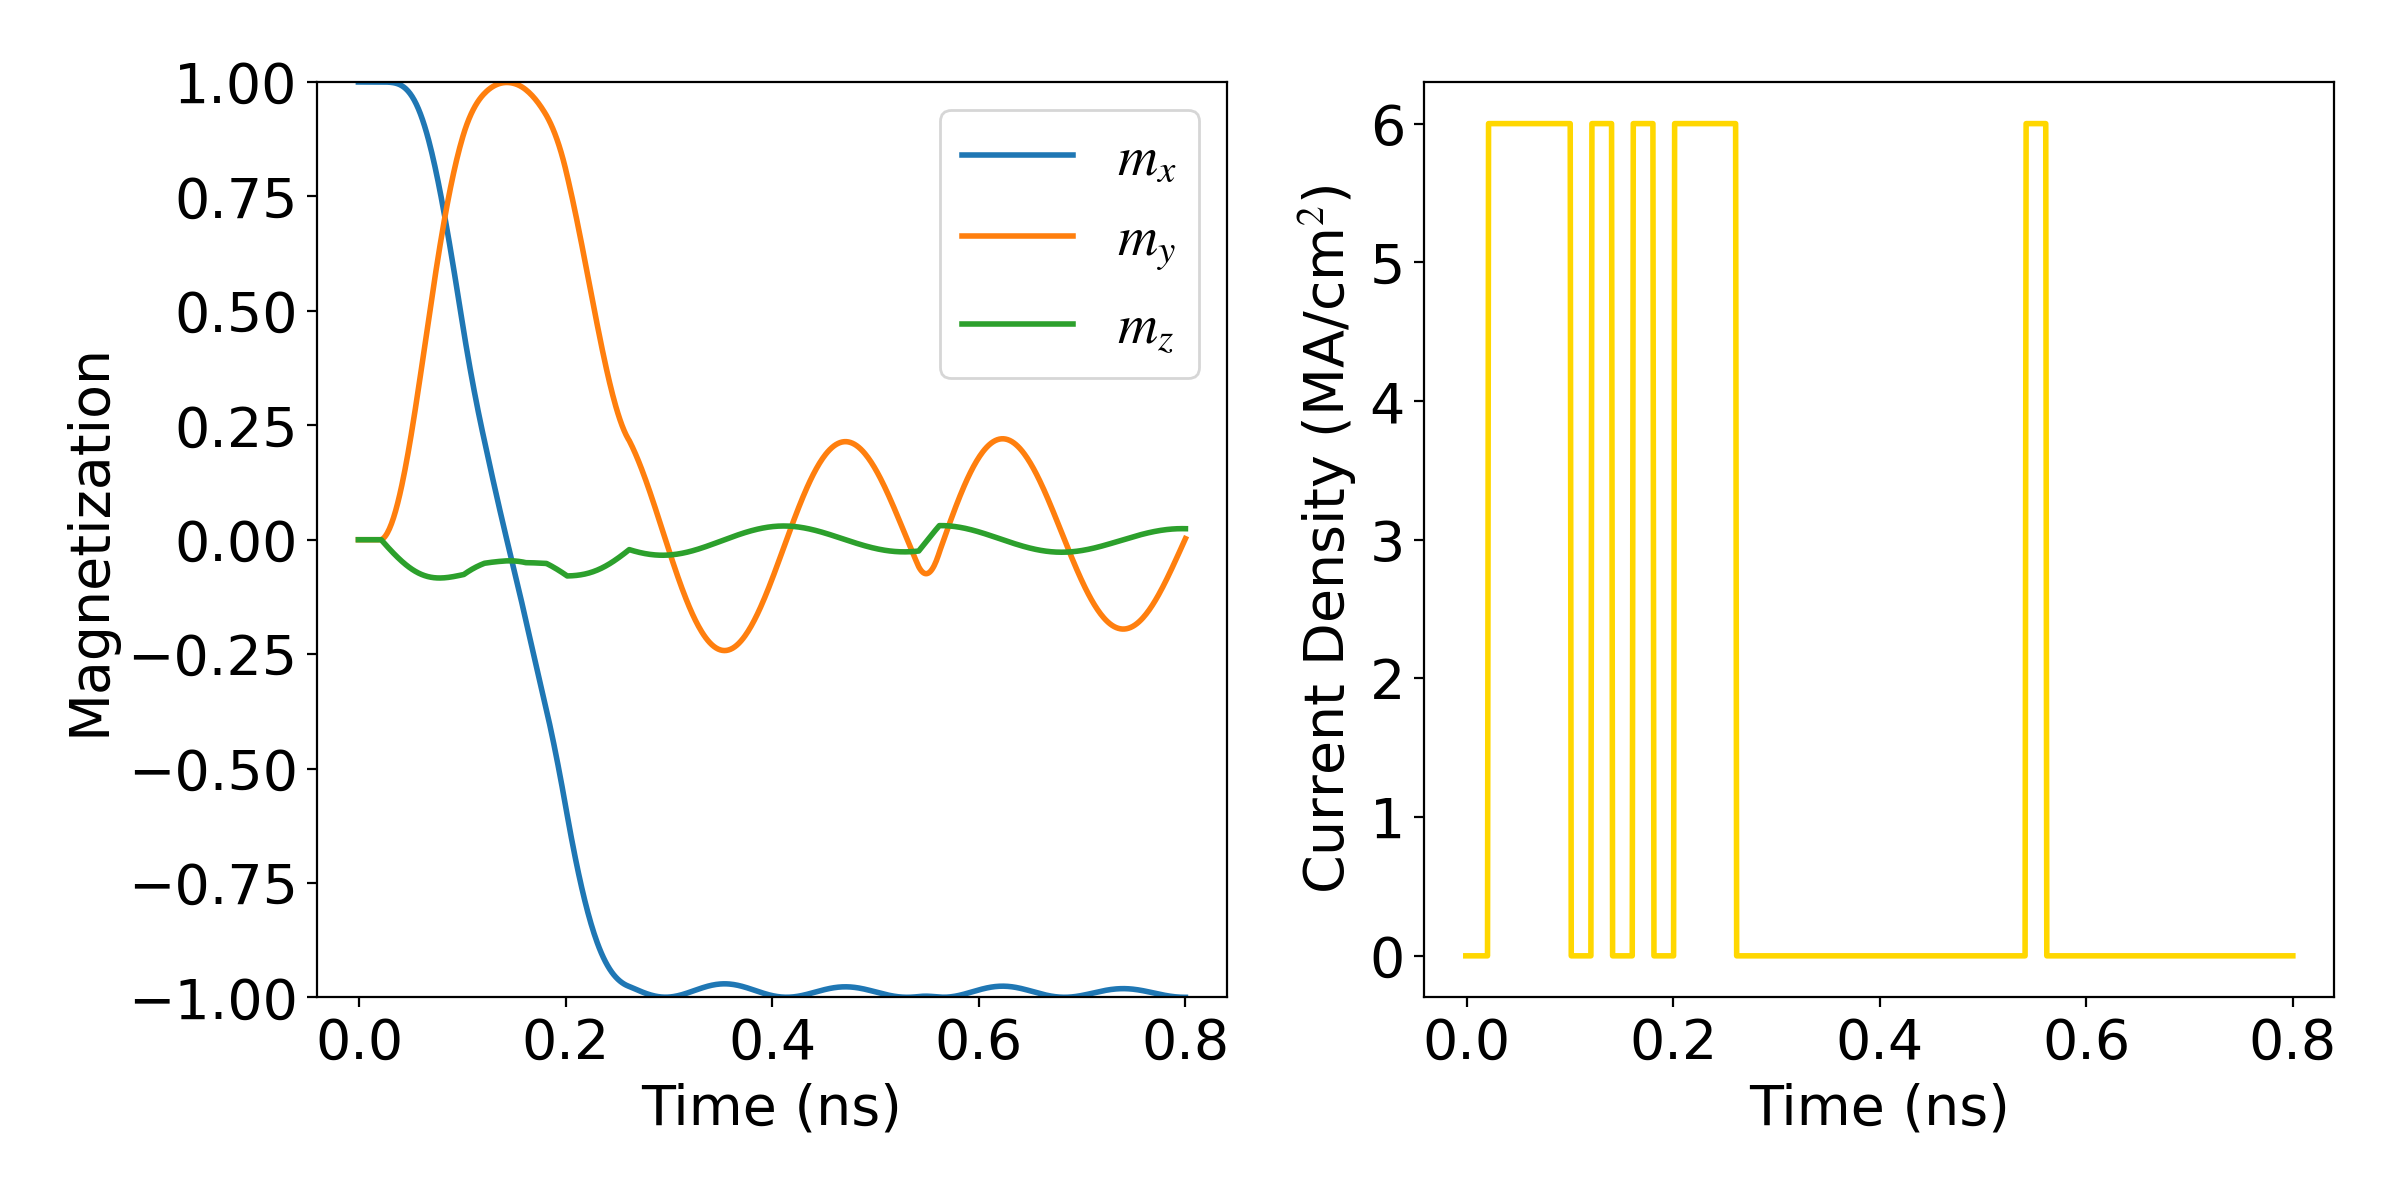 Magnetization
1.00
0.75
0.50
0.25
0.00
−0.25
−0.50
−0.75
−1.00
0.0 0.2 0.4 0.6 0.8
Time (ns)
m_x
m_y
m_z
Current Density (MA/cm²)
6
5
4
3
2
1
0
0.0 0.2 0.4 0.6 0.8
Time (ns)